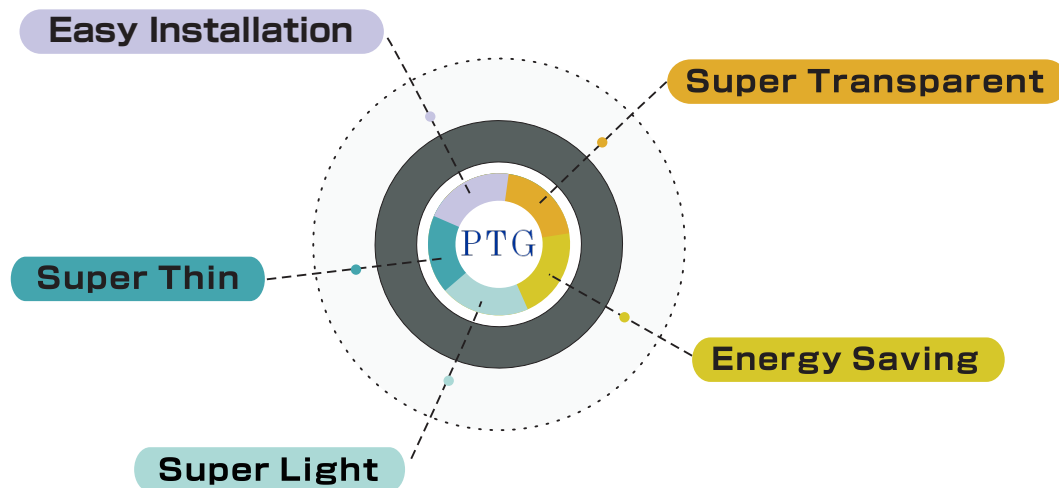 Easy Installation
Super Transparent
PTG
Super Thin
Energy Saving
Super Light